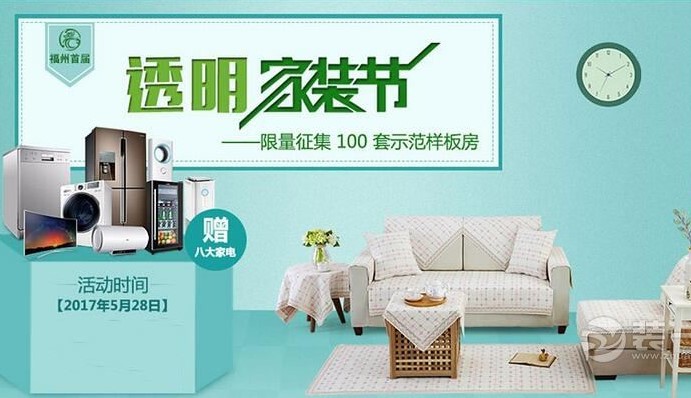 福州首届
透明家装节
——限量征集 100 套示范样板房
赠
八大家电
活动时间
【2017年5月28日】